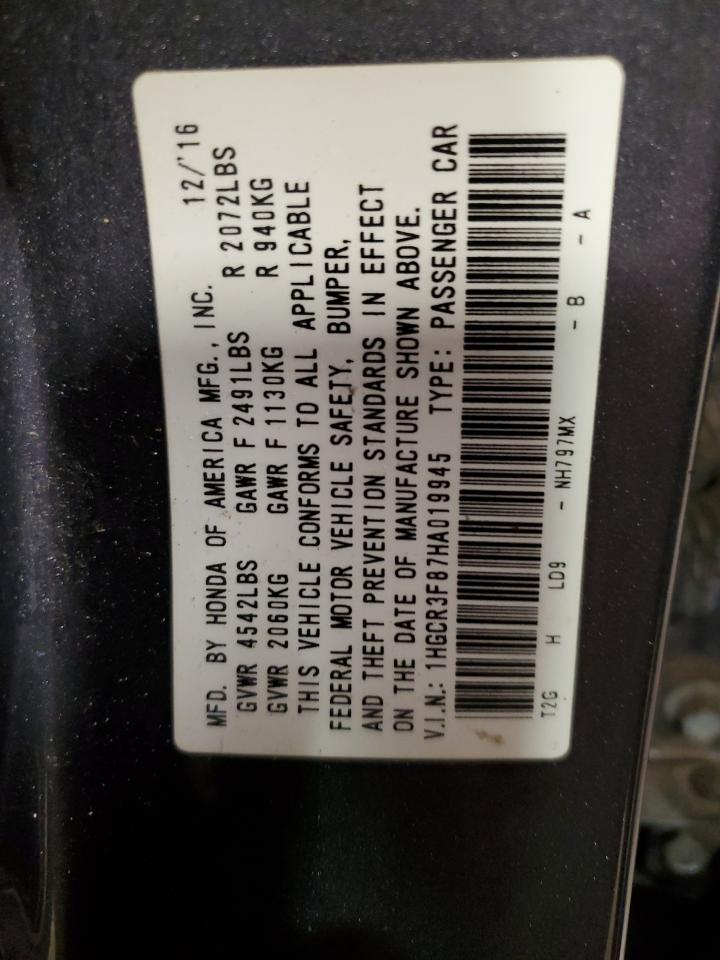 MFD. BY HONDA OF AMERICA MFG., INC. 12/'16
GVWR 4542LBS GAWR F 2491LBS R 2072LBS
GVWR 2060KG GAWR F 1130KG R 940KG
THIS VEHICLE CONFORMS TO ALL APPLICABLE
FEDERAL MOTOR VEHICLE SAFETY, BUMPER,
AND THEFT PREVENTION STANDARDS IN EFFECT
ON THE DATE OF MANUFACTURE SHOWN ABOVE.
V.I.N.: 1HGCR3F87HA019945 TYPE: PASSENGER CAR
T2G H LD9 - NH797MX - B - A